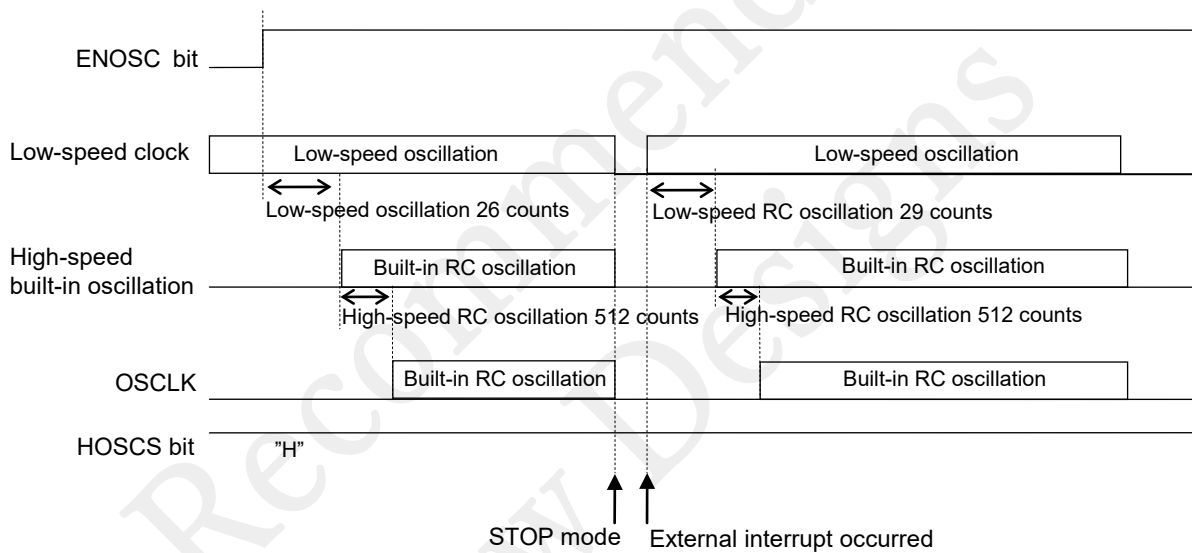 ENOSC bit
Low-speed clock
Low-speed oscillation
Low-speed oscillation
Low-speed oscillation 26 counts
Low-speed RC oscillation 29 counts
High-speed
built-in oscillation
Built-in RC oscillation
Built-in RC oscillation
High-speed RC oscillation 512 counts
High-speed RC oscillation 512 counts
OSCLK
Built-in RC oscillation
Built-in RC oscillation
HOSCS bit
"H"
STOP mode
External interrupt occurred
Recommend
w Designs